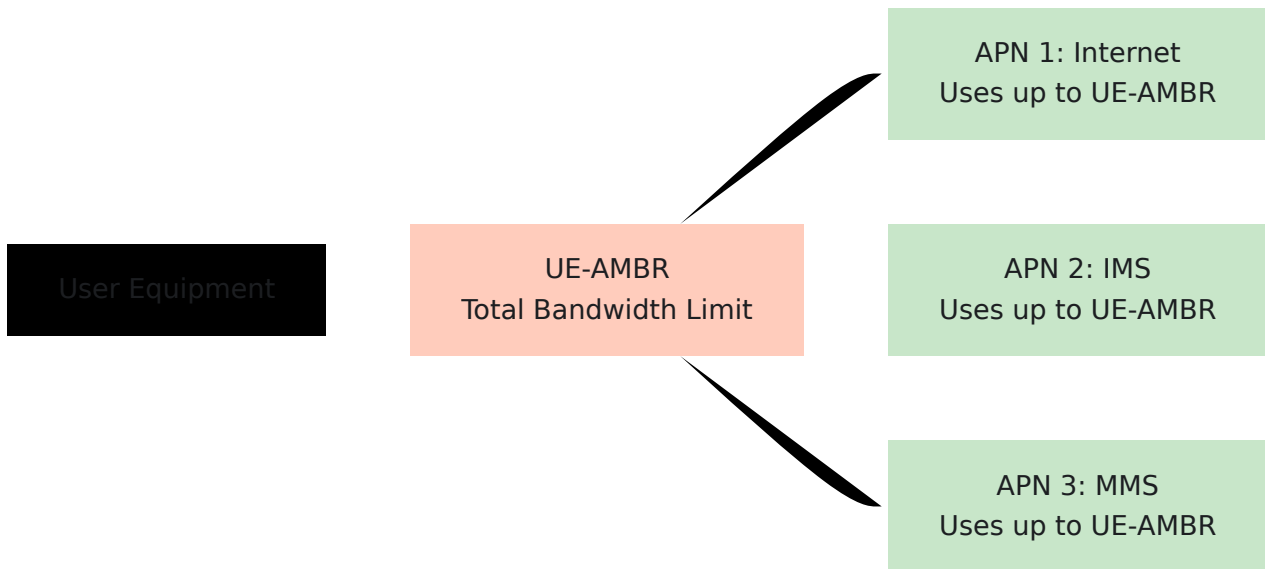 User Equipment
UE-AMBR
Total Bandwidth Limit
APN 1: Internet
Uses up to UE-AMBR
APN 2: IMS
Uses up to UE-AMBR
APN 3: MMS
Uses up to UE-AMBR